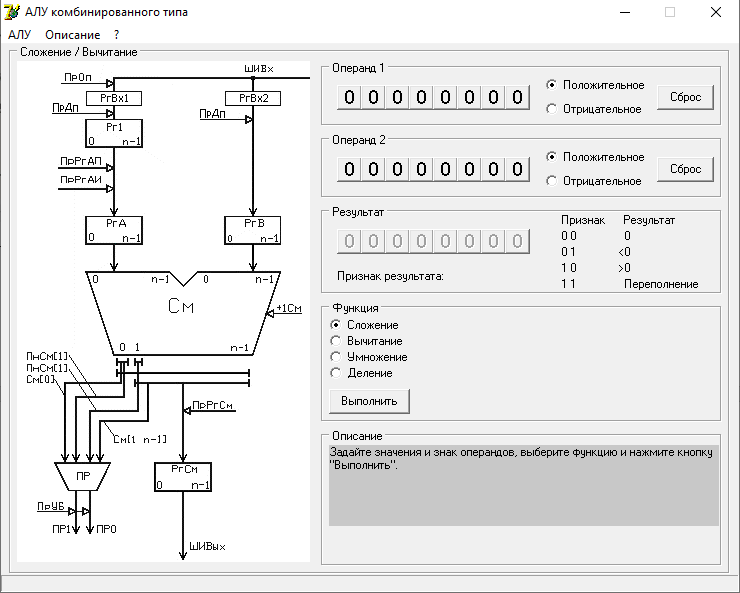 АЛУ комбинированного типа
АЛУ Описание ?
Сложение / Вычитание
ШИВх
ПрОп
РгВх1
РгВх2
ПрДп
ПрДп
Рг1
0 n-1
ПрРгАП
ПрРгАИ
РгА
0 n-1
РгВ
0 n-1
0 n-1 0 n-1
См
+1См
0 1 n-1
ПнСм[1]
ПнСм[1]
См[0]
ПрРгСм
См[1 n-1]
ПР
РгСм
0 n-1
ПрУБ
ПР1 ПР0
ШИВых
Операнд 1
0 0 0 0 0 0 0 0
Положительное
Отрицательное
Сброс
Операнд 2
0 0 0 0 0 0 0 0
Положительное
Отрицательное
Сброс
Результат
0 0 0 0 0 0 0 0
Признак результата:
Признак Результат
0 0 0
0 1 <0
1 0 >0
1 1 Переполнение
Функция
Сложение
Вычитание
Умножение
Деление
Выполнить
Описание
Задайте значения и знак операндов, выберите функцию и нажмите кнопку
"Выполнить".